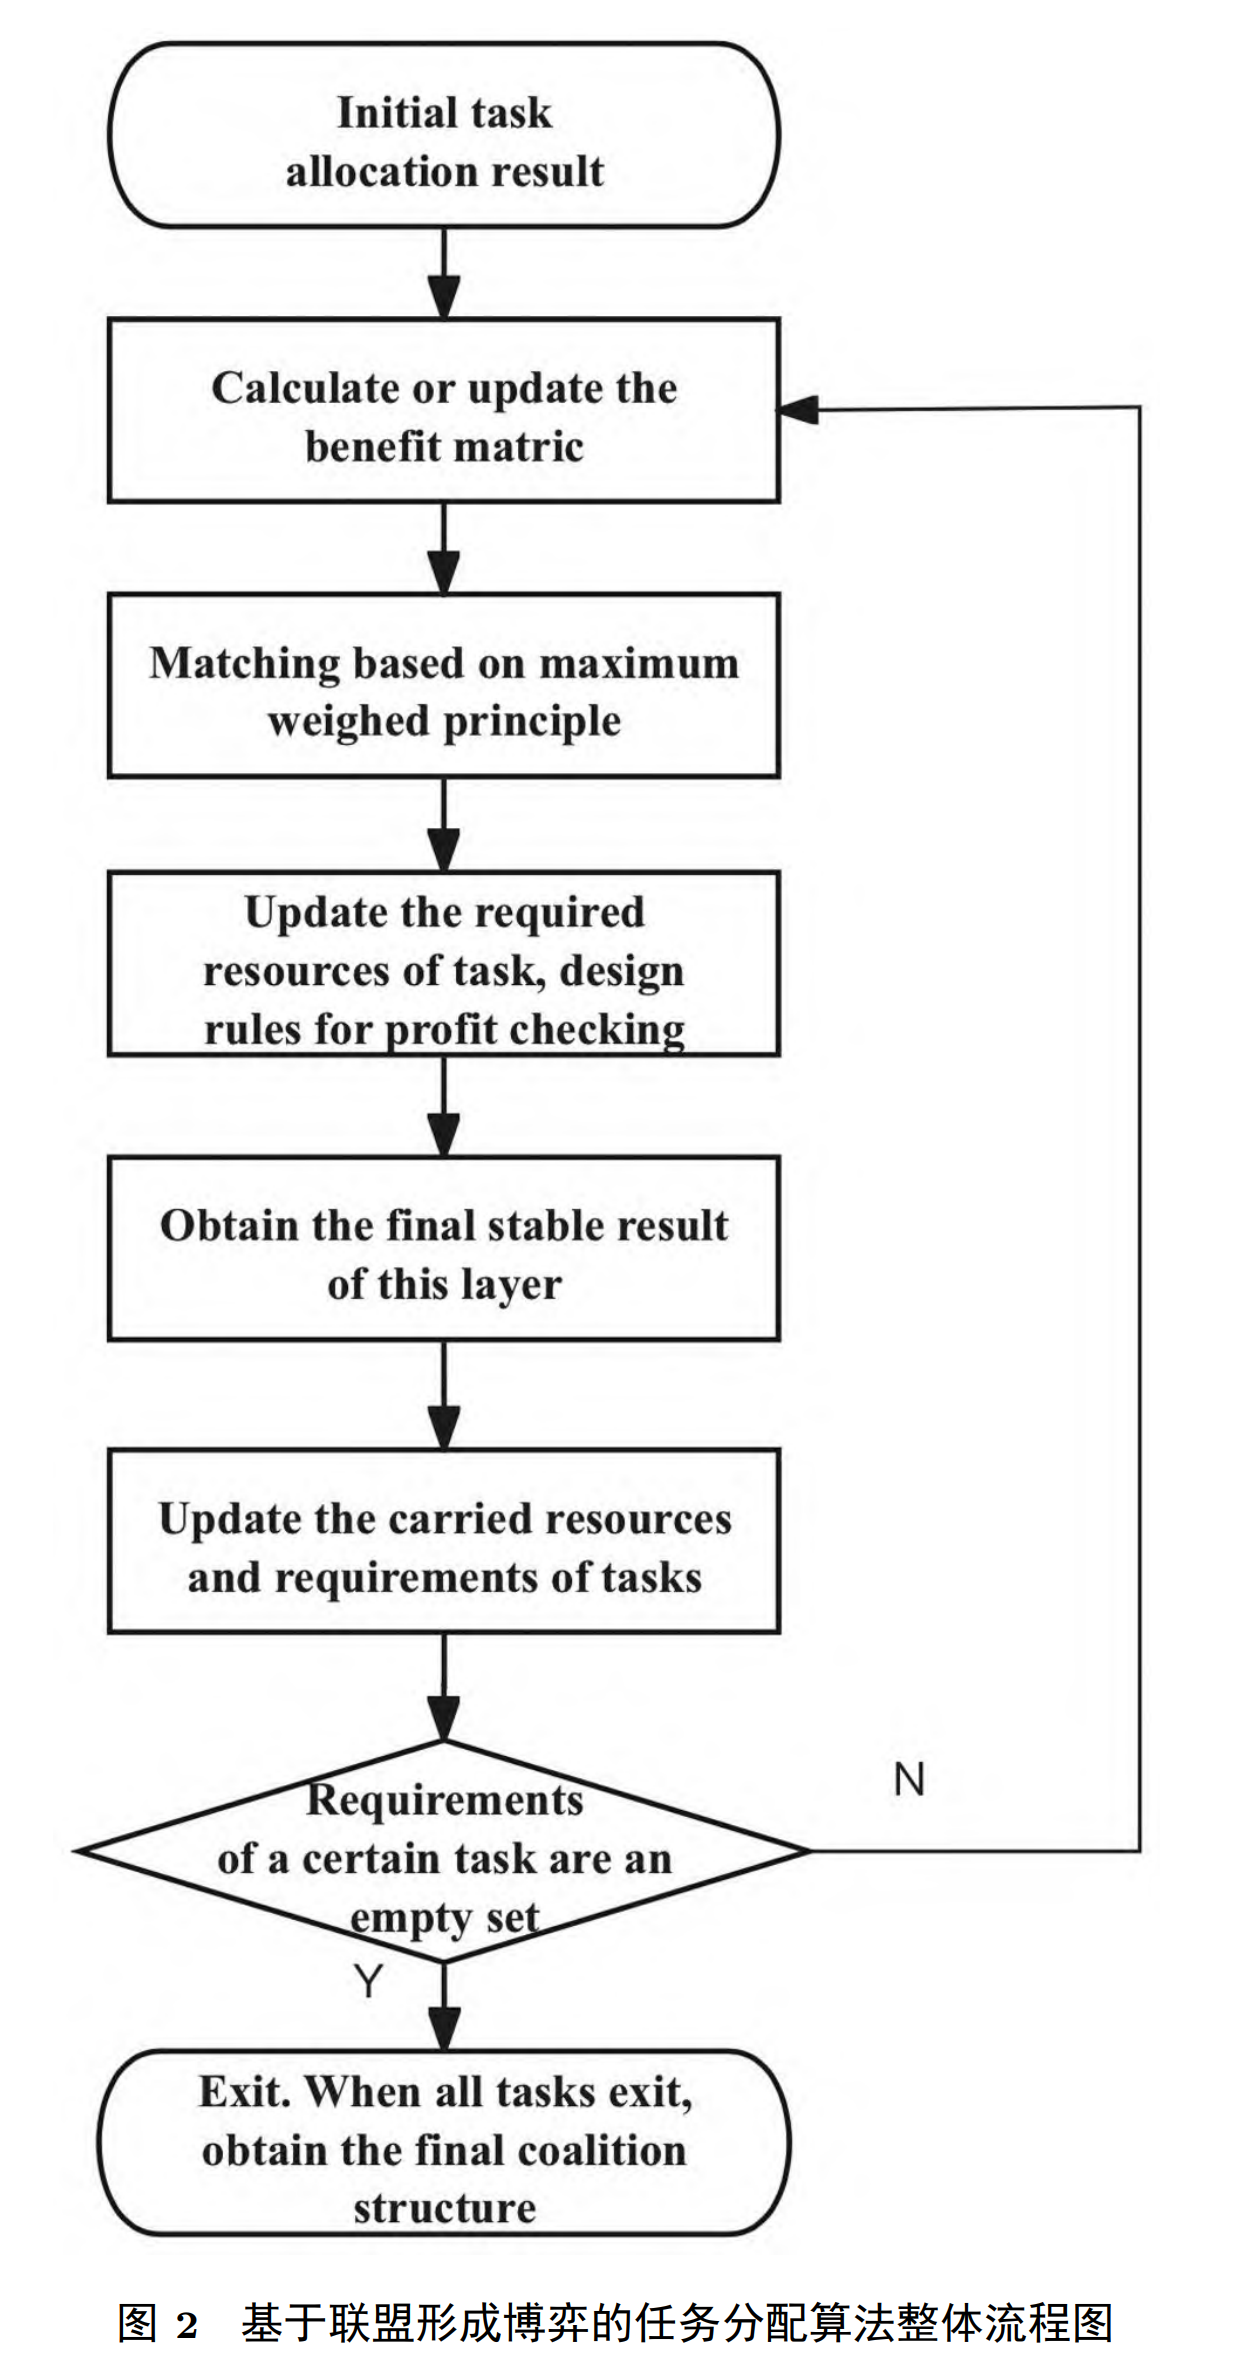 Initial task
allocation result
Calculate or update the
benefit matric
Matching based on maximum
weighed principle
Update the required
resources of task, design
rules for profit checking
Obtain the final stable result
of this layer
Update the carried resources
and requirements of tasks
Requirements
of a certain task are an
empty set
N
Y
Exit. When all tasks exit,
obtain the final coalition
structure
图 2 基于联盟形成博弈的任务分配算法整体流程图